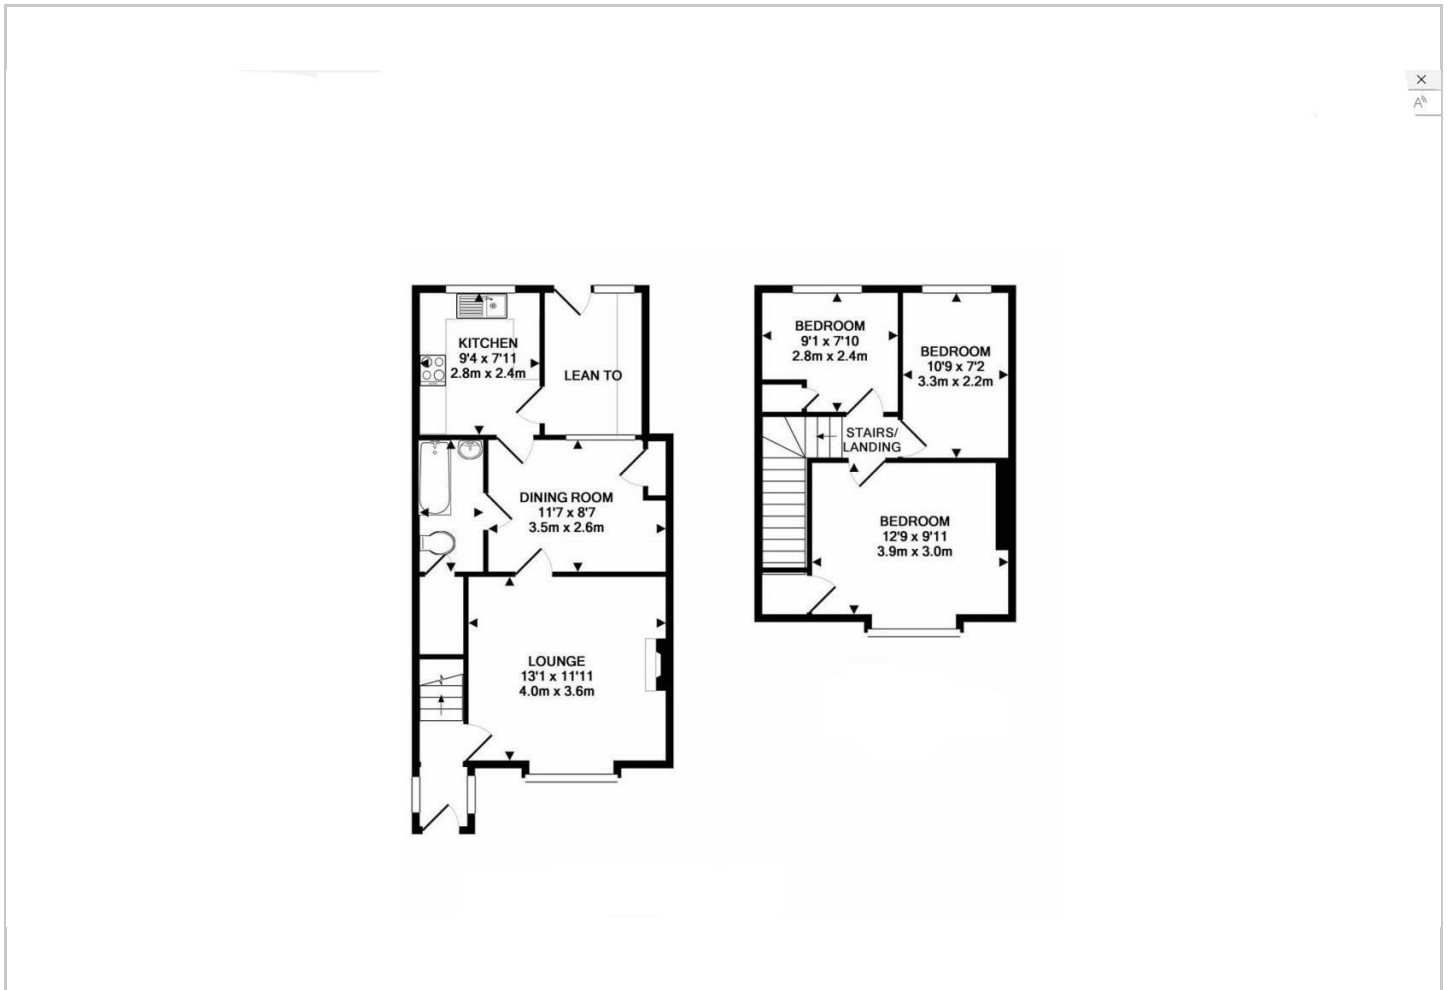 A
KITCHEN
9'4 x 7'11
2.8m x 2.4m
LEAN TO
DINING ROOM
11'7 x 8'7
3.5m x 2.6m
LOUNGE
13'1 x 11'11
4.0m x 3.6m
BEDROOM
9'1 x 7'10
2.8m x 2.4m
BEDROOM
10'9 x 7'2
3.3m x 2.2m
STAIRS/
LANDING
BEDROOM
12'9 x 9'11
3.9m x 3.0m